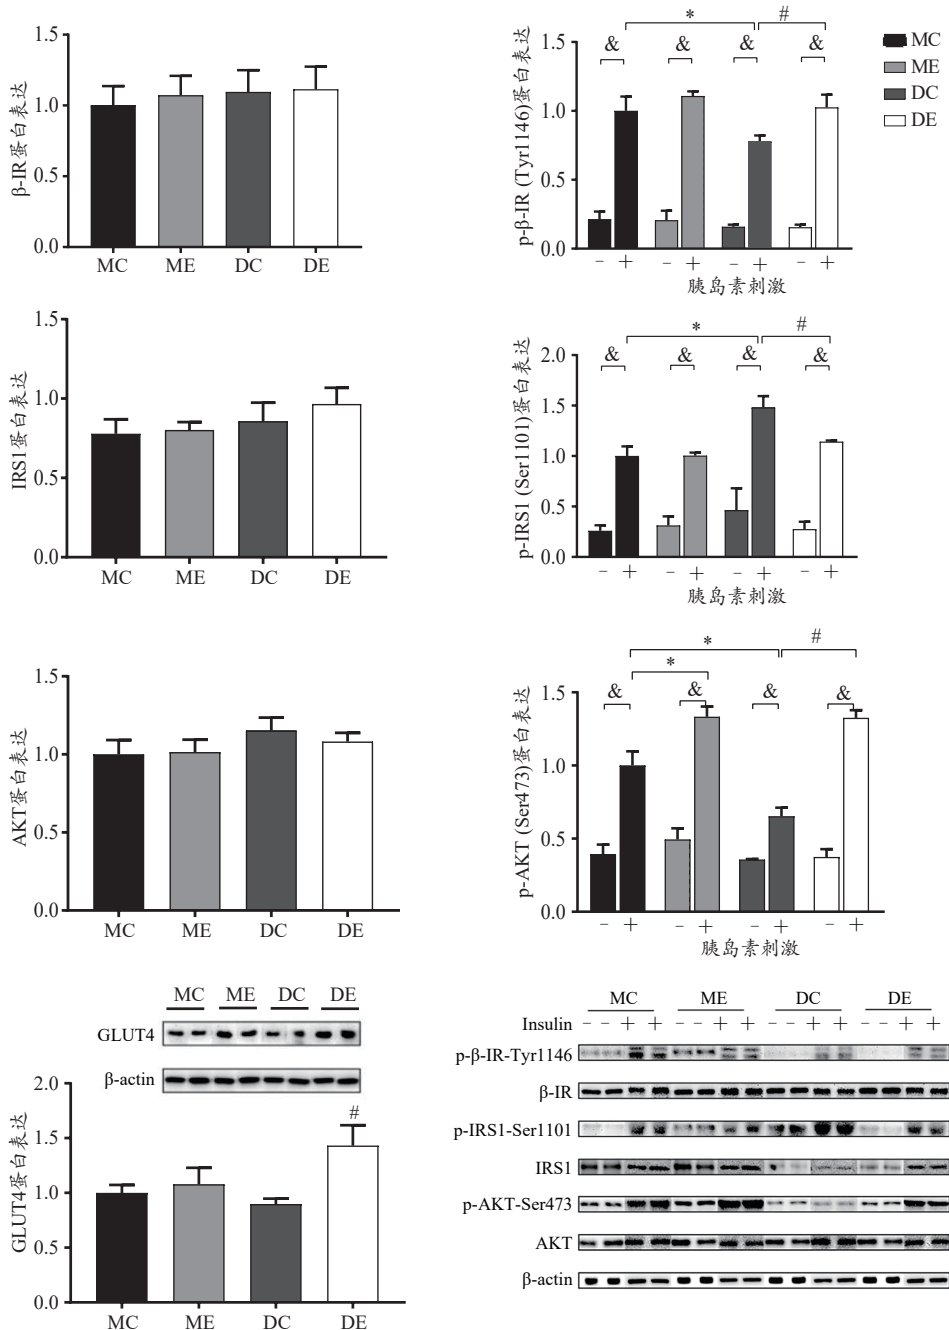 β-IR蛋白表达
1.5
1.0
0.5
0.0
MC ME DC DE
p-β-IR (Tyr1146)蛋白表达
1.5
1.0
0.5
0.0
* #
& & & &
− + − + − + − +
胰岛素刺激
MC
ME
DC
DE
IRS1蛋白表达
1.5
1.0
0.5
0.0
MC ME DC DE
p-IRS1 (Ser1101)蛋白表达
2.0
1.5
1.0
0.5
0.0
* #
& & & &
− + − + − + − +
胰岛素刺激
AKT蛋白表达
1.5
1.0
0.5
0.0
MC ME DC DE
p-AKT (Ser473)蛋白表达
1.5
1.0
0.5
0.0
* #
*
& & & &
− + − + − + − +
胰岛素刺激
MC ME DC DE
GLUT4
β-actin
GLUT4蛋白表达
2.0
1.5
1.0
0.5
0.0
#
MC ME DC DE
MC ME DC DE
Insulin − − + + − − + + − − + + − − + +
p-β-IR-Tyr1146
β-IR
p-IRS1-Ser1101
IRS1
p-AKT-Ser473
AKT
β-actin